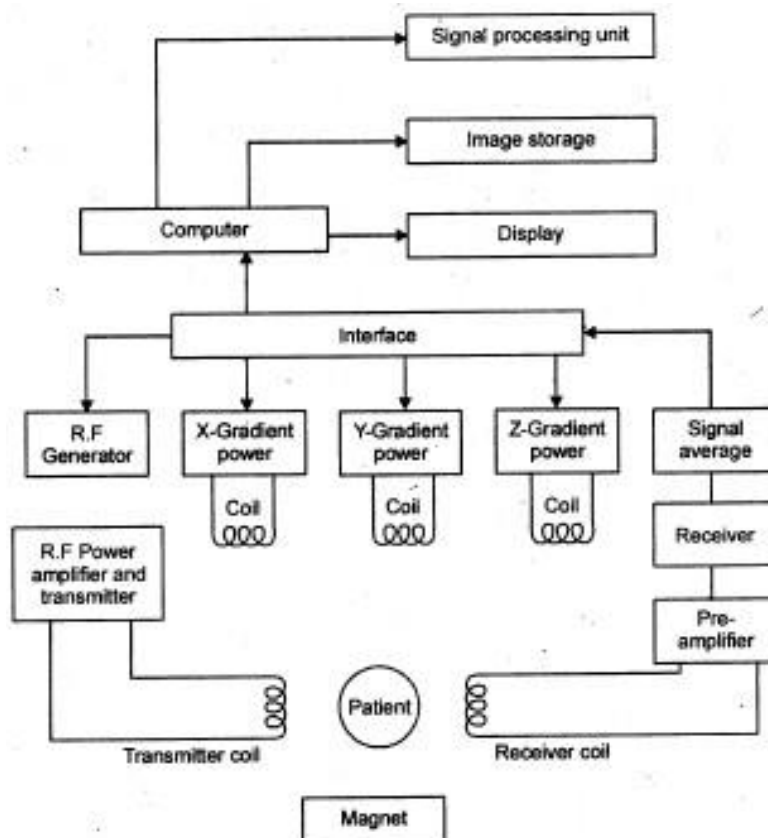 Signal processing unit
Image storage
Computer
Display
Interface
R.F
Generator
X-Gradient
power
Y-Gradient
power
Z-Gradient
power
Signal
average
Coil
Coil
Coil
R.F Power
amplifier and
transmitter
Receiver
Pre-
amplifier
Patient
Transmitter coil
Receiver coil
Magnet